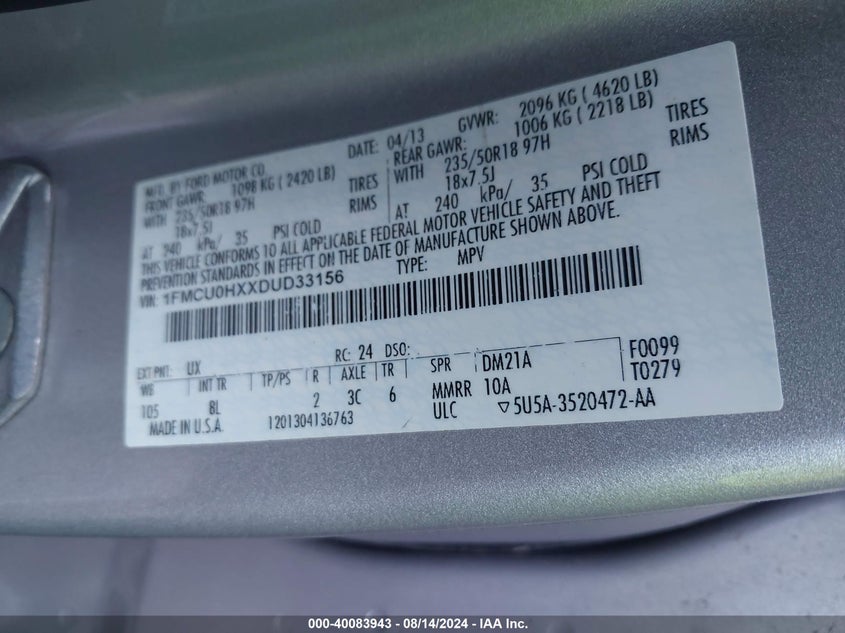 MFD. BY FORD MOTOR CO. DATE: 04/13 GVWR: 2096 KG ( 4620 LB)
FRONT GAWR: 1098 KG ( 2420 LB) REAR GAWR: 1006 KG ( 2218 LB)
WITH 235/50R18 97H TIRES WITH 235/50R18 97H TIRES
18x7.5J RIMS 18x7.5J RIMS
AT 240 kPa/ 35 PSI COLD AT 240 kPa/ 35 PSI COLD
THIS VEHICLE CONFORMS TO ALL APPLICABLE FEDERAL MOTOR VEHICLE SAFETY AND THEFT
PREVENTION STANDARDS IN EFFECT ON THE DATE OF MANUFACTURE SHOWN ABOVE.
VIN: 1FMCU0HXXDUD33156 TYPE: MPV
EXT PNT: UX RC: 24 DSO: F0099
WB INT TR TP/PS R AXLE TR SPR DM21A T0279
105 BL 2 3C 6 MMRR 10A
MADE IN U.S.A. 1201304136763 ULC ▽5U5A-3520472-AA
000-40083943 - 08/14/2024 - IAA Inc.